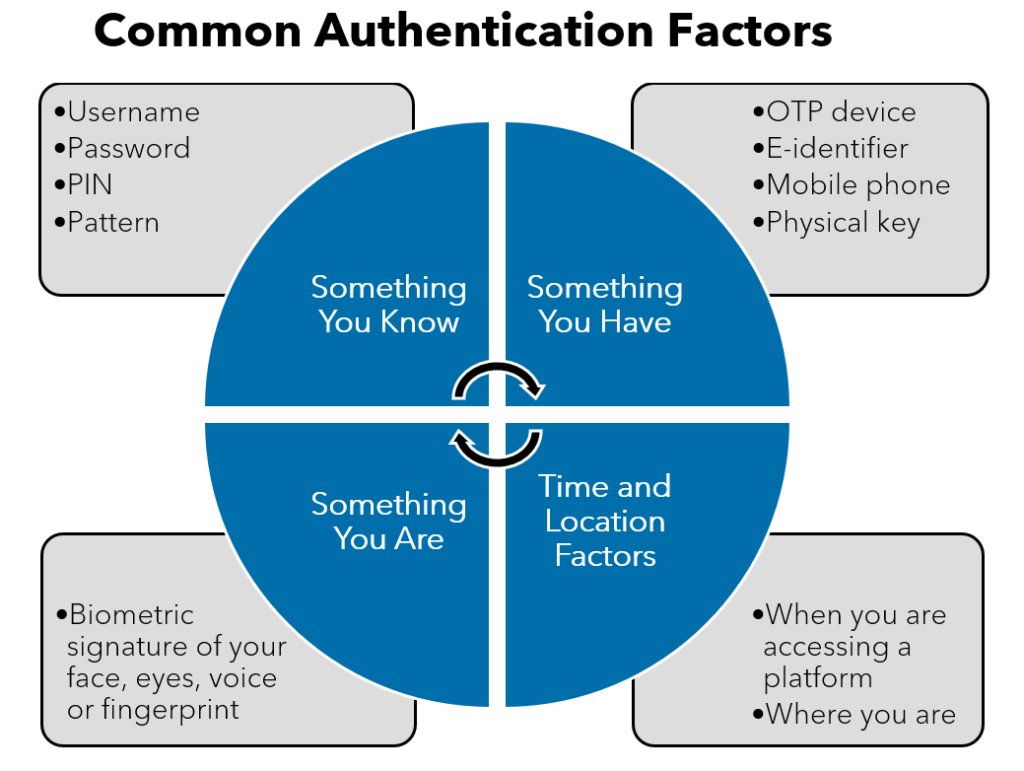 Common Authentication Factors
•Username
•Password
•PIN
•Pattern
•OTP device
•E-identifier
•Mobile phone
•Physical key
Something
You Know
Something
You Have
Something
You Are
Time and
Location
Factors
•Biometric
signature of your
face, eyes, voice
or fingerprint
•When you are
accessing a
platform
•Where you are